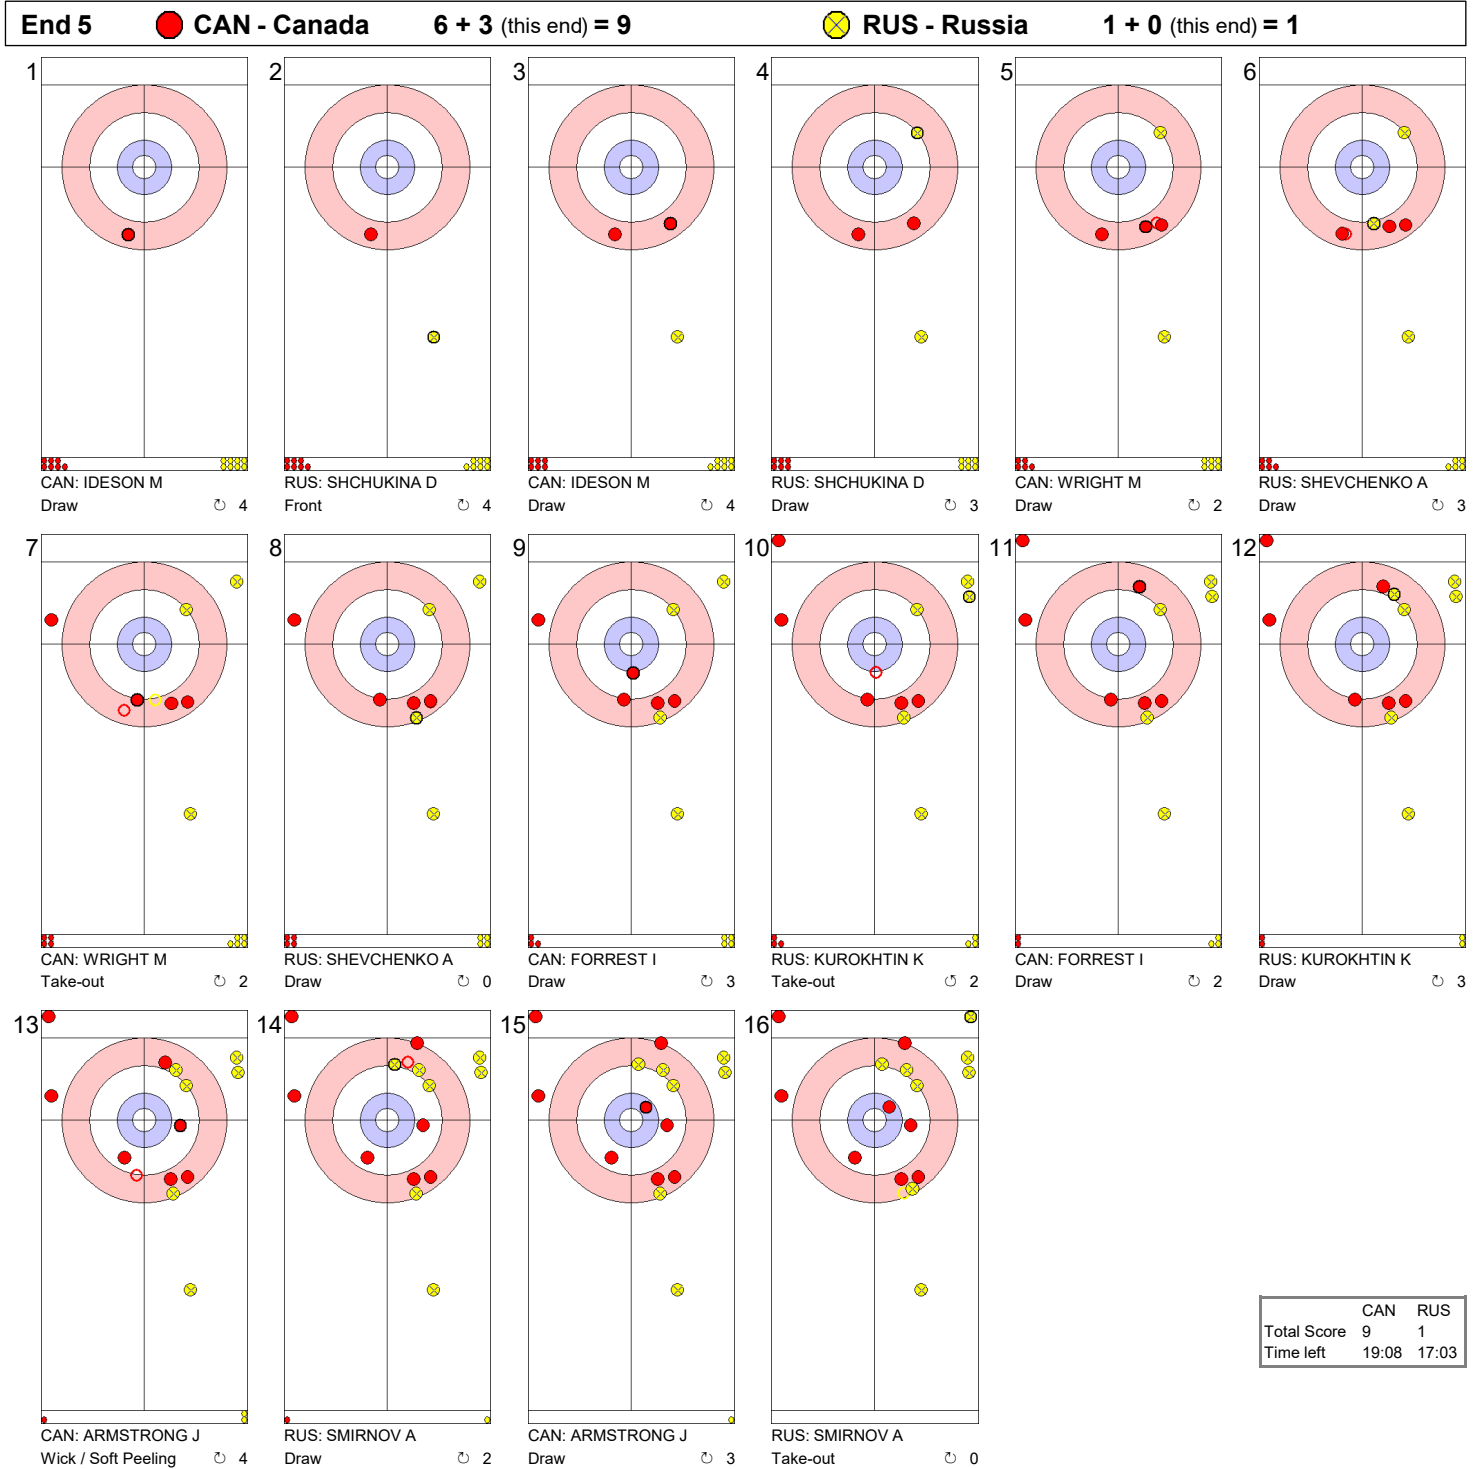 End 5 CAN - Canada 6 + 3 (this end) = 9 RUS - Russia 1 + 0 (this end) = 1
1 2 3 4 5 6
CAN: IDESON M RUS: SHCHUKINA D CAN: IDESON M RUS: SHCHUKINA D CAN: WRIGHT M RUS: SHEVCHENKO A
Draw ↻ 4 Front ↻ 4 Draw ↻ 4 Draw ↻ 3 Draw ↻ 2 Draw ↻ 3
7 8 9 10 11 12
CAN: WRIGHT M RUS: SHEVCHENKO A CAN: FORREST I RUS: KUROKHTIN K CAN: FORREST I RUS: KUROKHTIN K
Take-out ↻ 2 Draw ↻ 0 Draw ↻ 3 Take-out ↺ 2 Draw ↻ 2 Draw ↻ 3
13 14 15 16
CAN: ARMSTRONG J RUS: SMIRNOV A CAN: ARMSTRONG J RUS: SMIRNOV A
Wick / Soft Peeling ↻ 4 Draw ↻ 2 Draw ↻ 3 Take-out ↻ 0
CAN RUS
Total Score 9 1
Time left 19:08 17:03